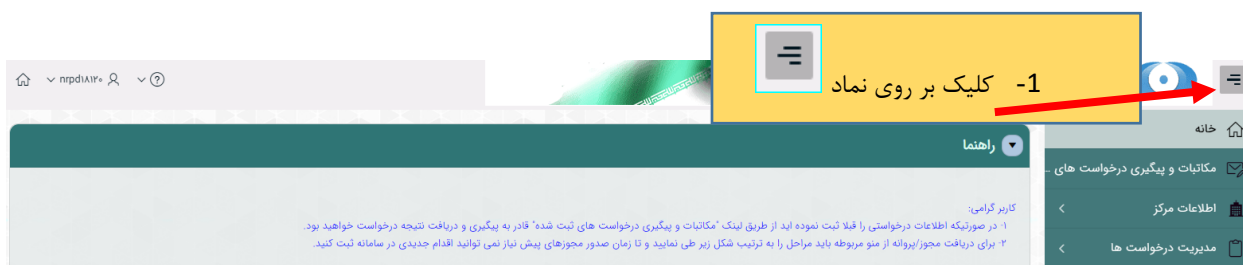 1- کلیک بر روی نماد
nrpd۱۸۱۲۰
خانه
مکاتبات و پیگیری درخواست های ..
اطلاعات مرکز
مدیریت درخواست ها
راهنما
کاربر گرامی:
۱- در صورتیکه اطلاعات درخواستی را قبلا ثبت نموده اید از طریق لینک "مکاتبات و پیگیری درخواست های ثبت شده" قادر به پیگیری و دریافت نتیجه درخواست خواهید بود.
۲- برای دریافت مجوز/پروانه از منو مربوطه باید مراحل را به ترتیب شکل زیر طی نمایید و تا زمان صدور مجوزهای پیش نیاز نمی توانید اقدام جدیدی در سامانه ثبت کنید.